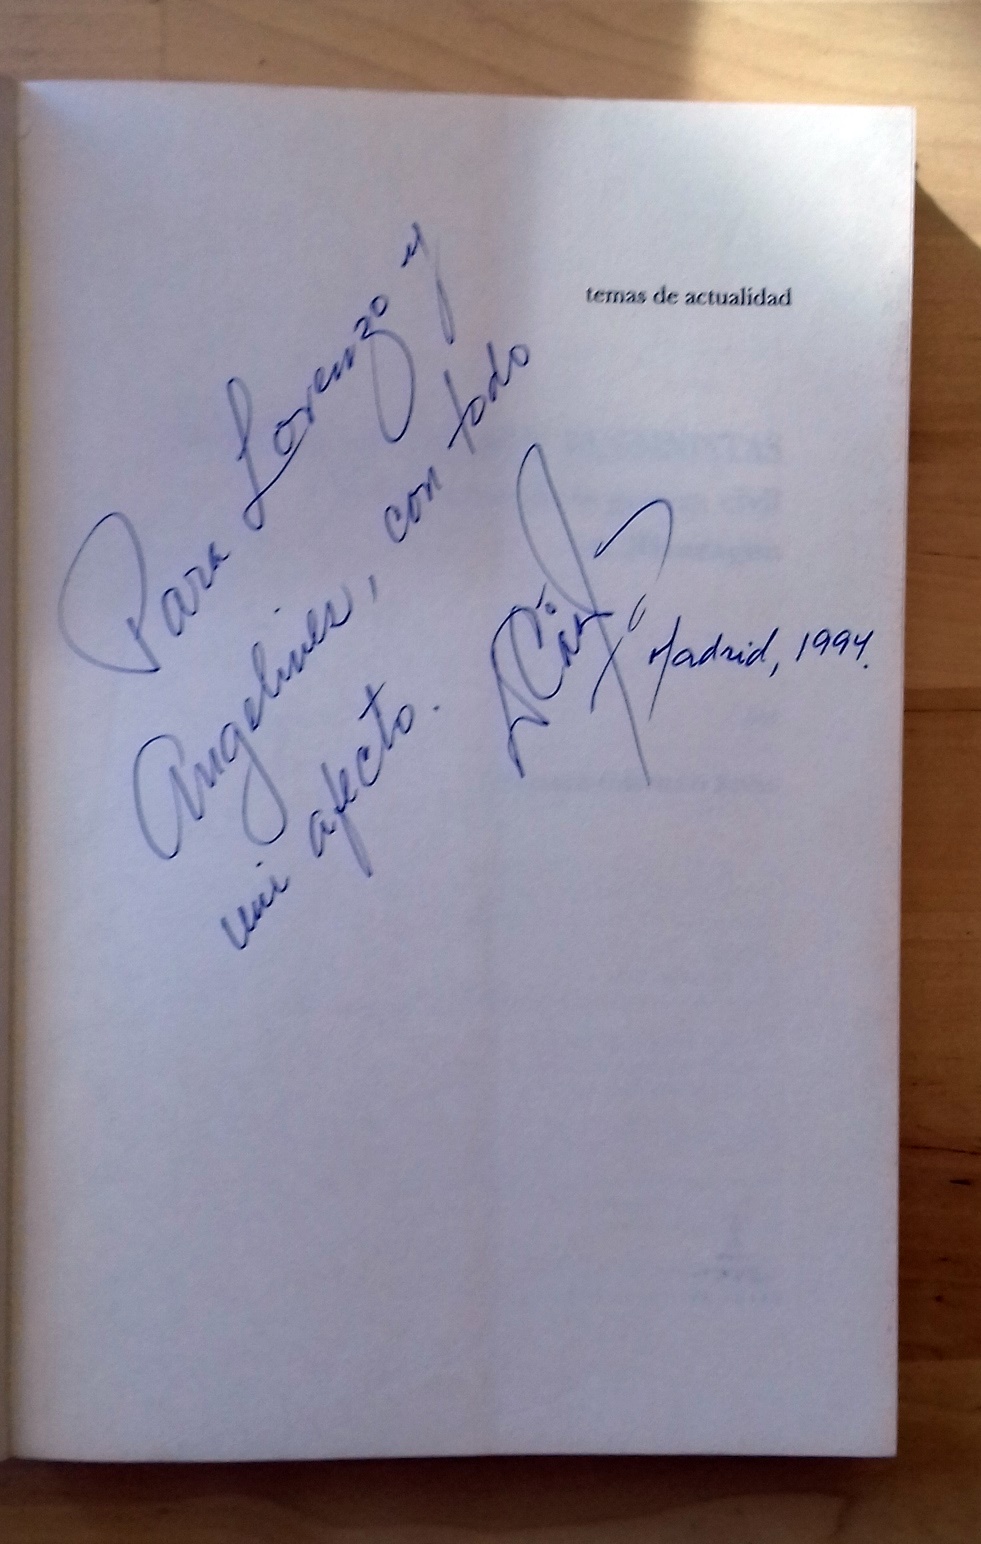 temas de actualidad
Para Lorenzo y
Angelines, con todo
mi afecto.
Madrid, 1994.